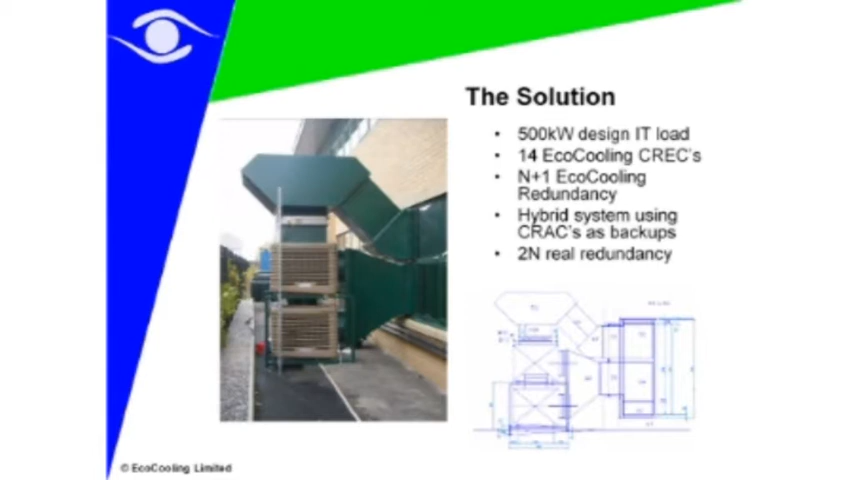 The Solution
• 500kW design IT load
• 14 EcoCooling CREC's
• N+1 EcoCooling
Redundancy
• Hybrid system using
CRAC's as backups
• 2N real redundancy
© EcoCooling Limited